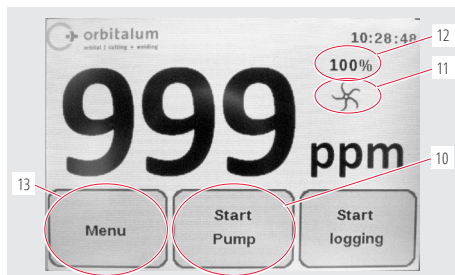 orbitalum
orbital | cutting + welding
10:28:48
12
100%
11
999
ppm
10
13
Menu
Start
Pump
Start
logging